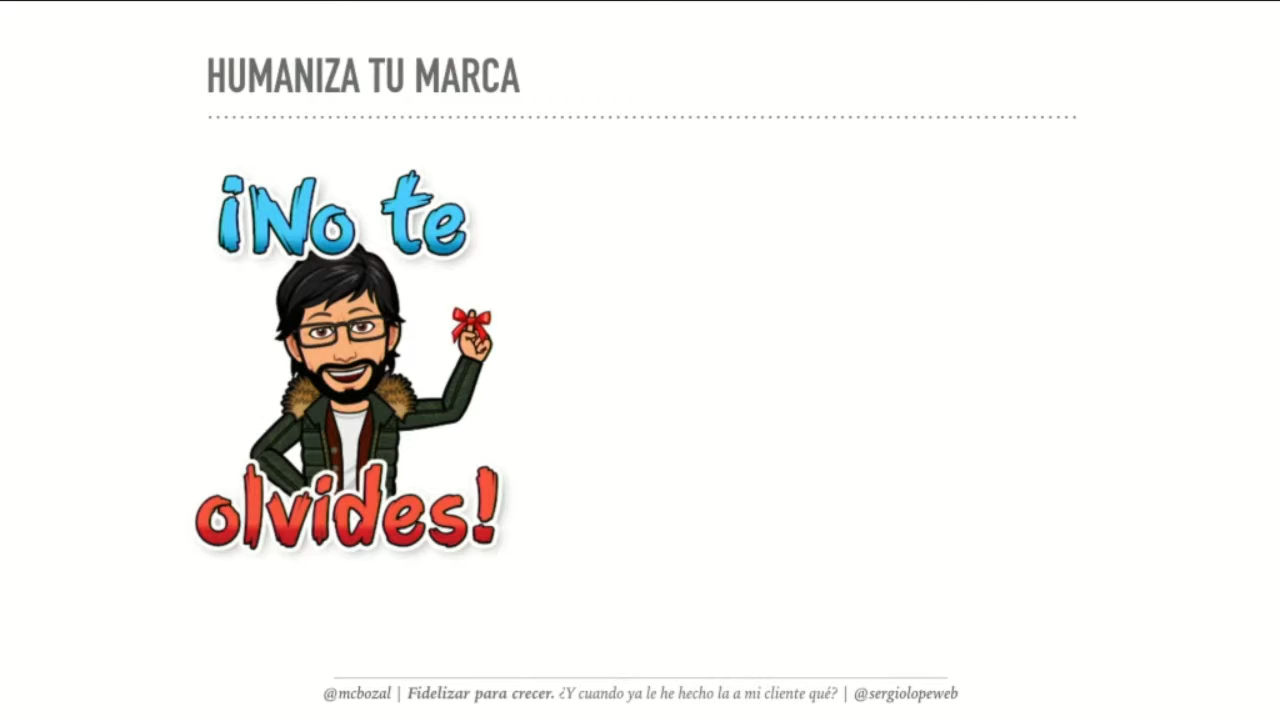 HUMANIZA TU MARCA
¡No te
olvides!
@mcbozal | Fidelizar para crecer. ¿Y cuando ya le he hecho la a mi cliente qué? | @sergiolopeweb